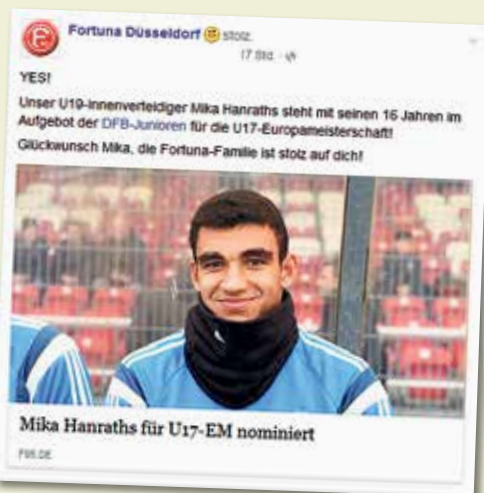 Fortuna Düsseldorf stolz.
17 Std.
YES!
Unser U19-Innenverteidiger Mika Hanraths steht mit seinen 16 Jahren im
Aufgebot der DFB-Junioren für die U17-Europameisterschaft!
Glückwunsch Mika, die Fortuna-Familie ist stolz auf dich!
Mika Hanraths für U17-EM nominiert
F95.DE